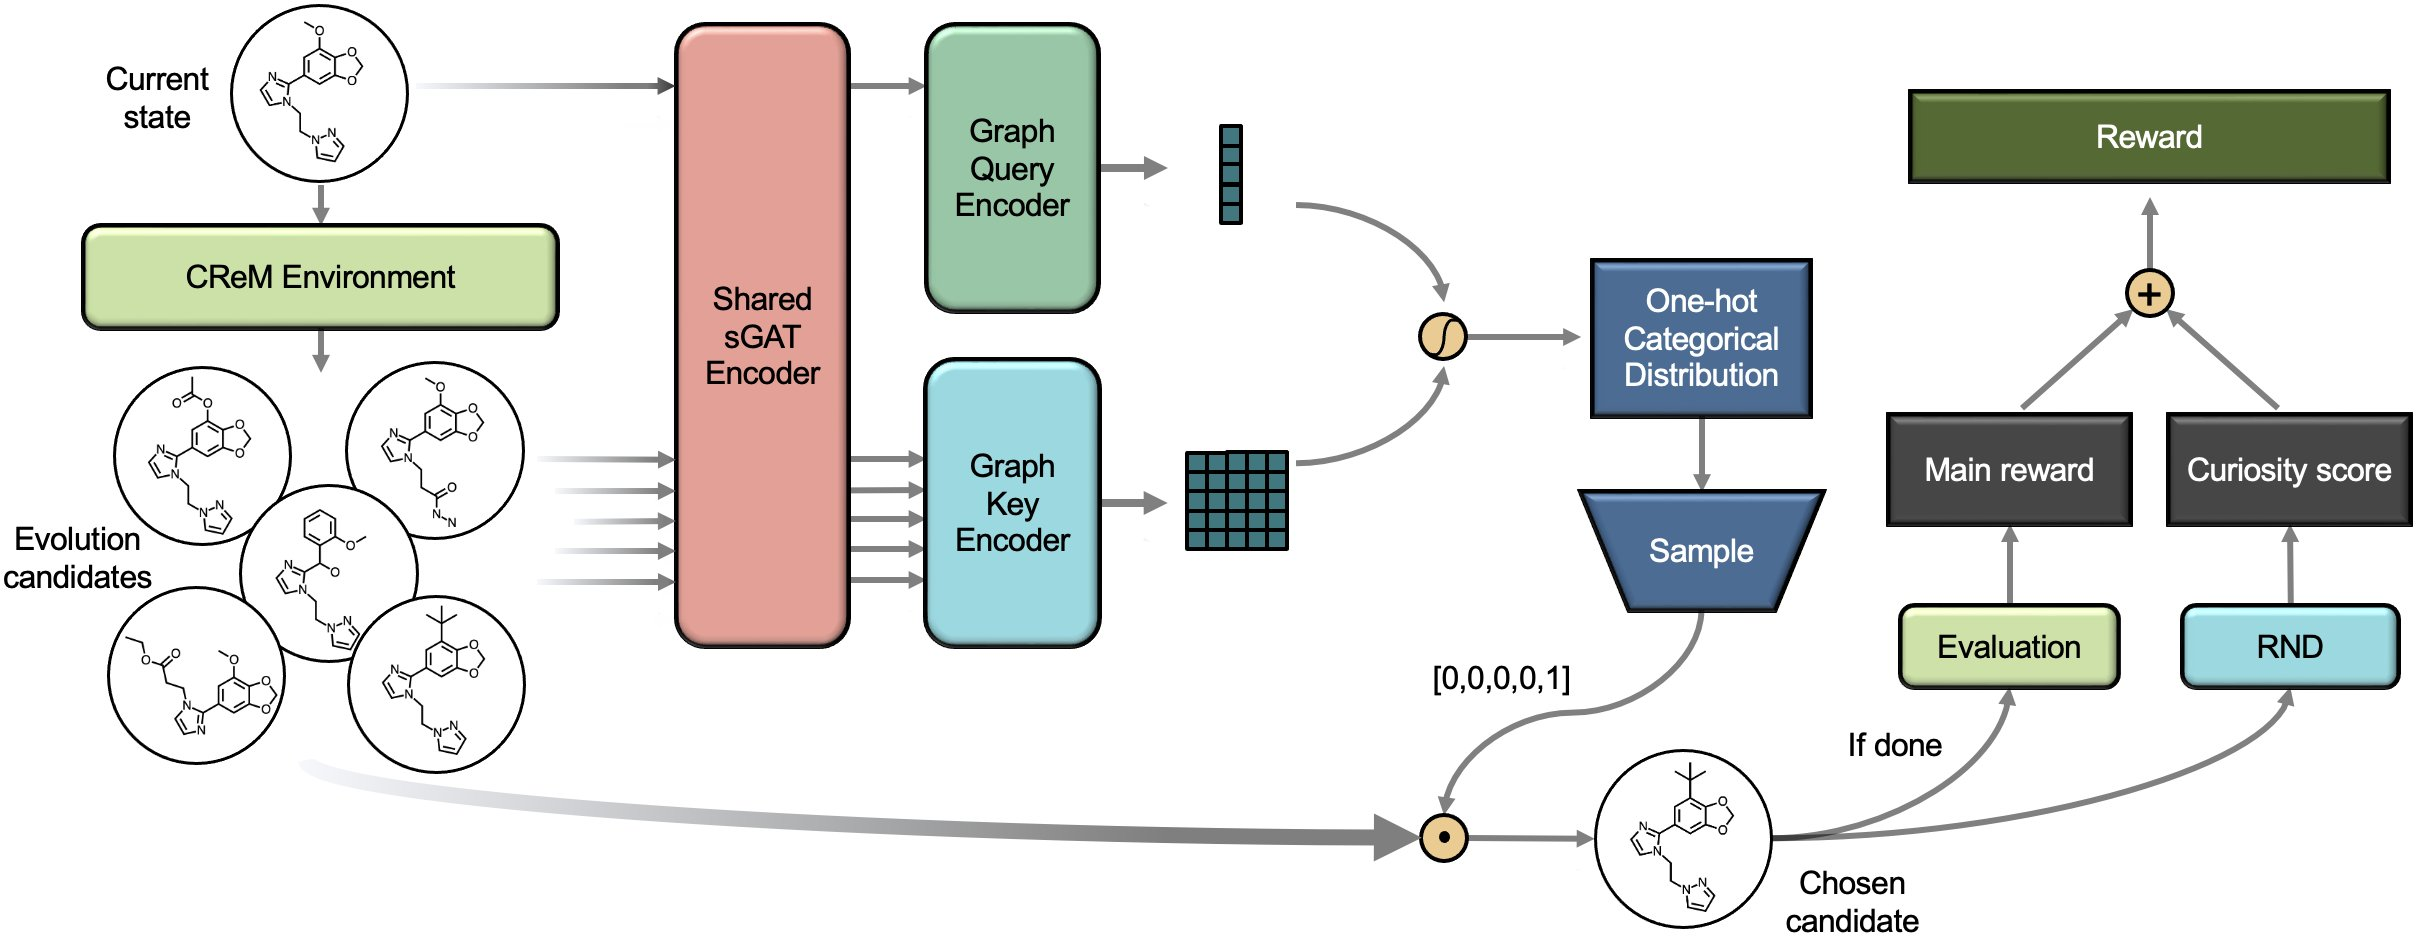 Current
state
CReM Environment
Evolution
candidates
Shared
sGAT
Encoder
Graph
Query
Encoder
Graph
Key
Encoder
One-hot
Categorical
Distribution
Sample
[0,0,0,0,1]
Reward
+
Main reward
Curiosity score
Evaluation
RND
If done
Chosen
candidate